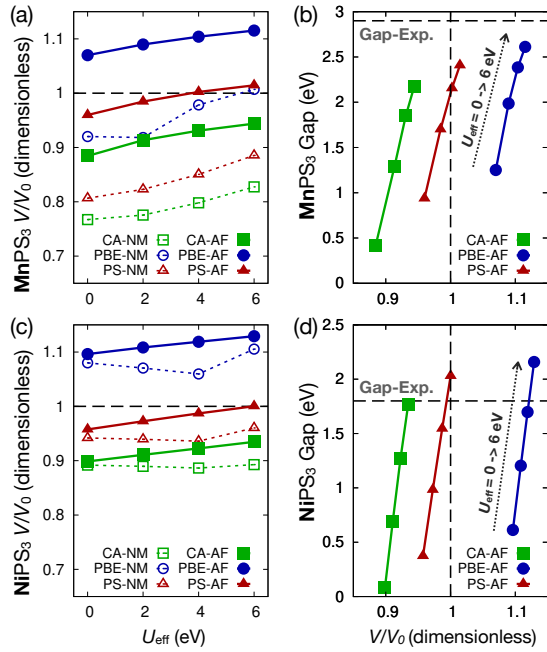 (a)
MnPS3 V/V0 (dimensionless)
1.1
1
0.9
0.8
0.7
CA-NM
PBE-NM
PS-NM
CA-AF
PBE-AF
PS-AF
0 2 4 6
(b)
MnPS3 Gap (eV)
3
2.5
2
1.5
1
0.5
0
Gap-Exp.
Ueff = 0 -> 6 eV
CA-AF
PBE-AF
PS-AF
0.9 1 1.1
(c)
NiPS3 V/V0 (dimensionless)
1.1
1
0.9
0.8
0.7
CA-NM
PBE-NM
PS-NM
CA-AF
PBE-AF
PS-AF
0 2 4 6
Ueff (eV)
(d)
NiPS3 Gap (eV)
2.5
2
1.5
1
0.5
0
Gap-Exp.
Ueff = 0 -> 6 eV
CA-AF
PBE-AF
PS-AF
0.9 1 1.1
V/V0 (dimensionless)